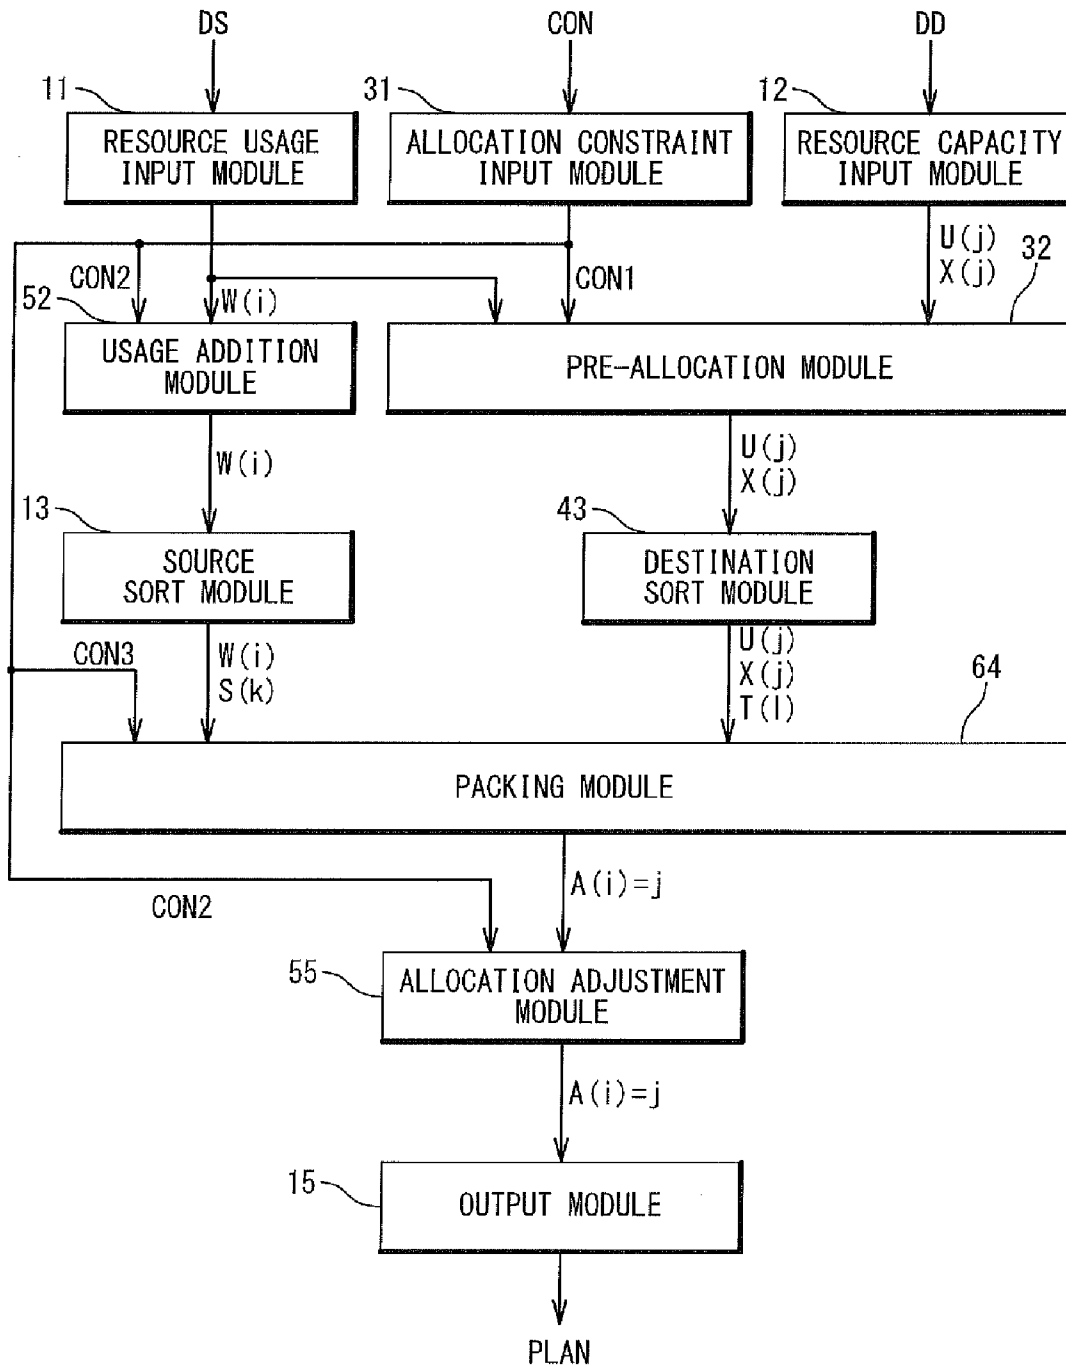 DS
CON
DD
11
31
12
RESOURCE USAGE
INPUT MODULE
ALLOCATION CONSTRAINT
INPUT MODULE
RESOURCE CAPACITY
INPUT MODULE
U(j)
X(j)
32
CON2
W(i)
CON1
52
USAGE ADDITION
MODULE
PRE-ALLOCATION MODULE
W(i)
U(j)
X(j)
13
43
SOURCE
SORT MODULE
DESTINATION
SORT MODULE
CON3
W(i)
S(k)
U(j)
X(j)
T(l)
64
PACKING MODULE
A(i)=j
CON2
55
ALLOCATION ADJUSTMENT
MODULE
A(i)=j
15
OUTPUT MODULE
PLAN